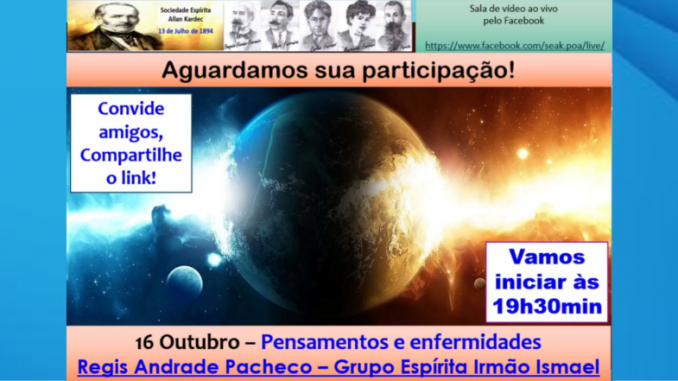 Sociedade Espírita
Allan Kardec
13 de Julho de 1894
Sala de vídeo ao vivo
pelo Facebook
https://www.facebook.com/seak.poa/live/
Aguardamos sua participação!
Convide
amigos,
Compartilhe
o link!
Vamos
iniciar às
19h30min
16 Outubro – Pensamentos e enfermidades
Regis Andrade Pacheco – Grupo Espírita Irmão Ismael